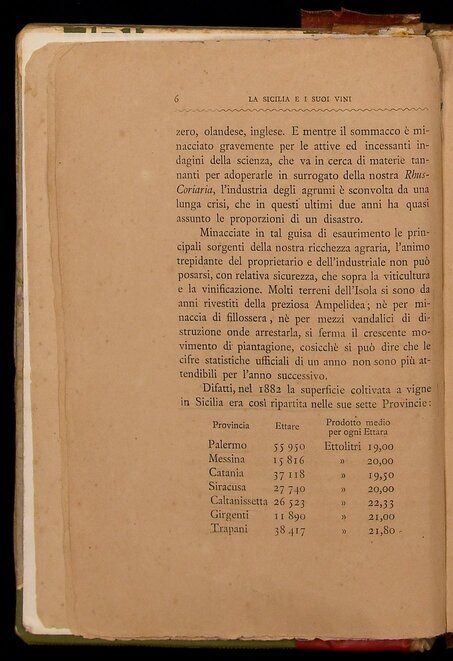 6 LA SICILIA E I SUOI VINI
zero, olandese, inglese. E mentre il sommacco è mi-
nacciato gravemente per le attive ed incessanti in-
dagini della scienza, che va in cerca di materie tan-
nanti per adoperarle in surrogato della nostra Rhus-
Coriaria, l'industria degli agrumi è sconvolta da una
lunga crisi, che in questi ultimi due anni ha quasi
assunto le proporzioni di un disastro.
Minacciate in tal guisa di esaurimento le prin-
cipali sorgenti della nostra ricchezza agraria, l'animo
trepidante del proprietario e dell'industriale non può
posarsi, con relativa sicurezza, che sopra la viticultura
e la vinificazione. Molti terreni dell'Isola si sono da
anni rivestiti della preziosa Ampelidea; nè per mi-
naccia di fillossera, nè per mezzi vandalici di di-
struzione onde arrestarla, si ferma il crescente mo-
vimento di piantagione, cosicchè si può dire che le
cifre statistiche ufficiali di un anno non sono più at-
tendibili per l'anno successivo.
Difatti, nel 1882 la superficie coltivata a vigne
in Sicilia era così ripartita nelle sue sette Provincie:
Provincia Ettare Prodotto medio
per ogni Ettara
Palermo 55 950 Ettolitri 19,00
Messina 15 816 » 20,00
Catania 37 118 » 19,50
Siracusa 27 740 » 20,00
Caltanissetta 26 523 » 22,33
Girgenti 11 890 » 21,00
Trapani 38 417 » 21,80